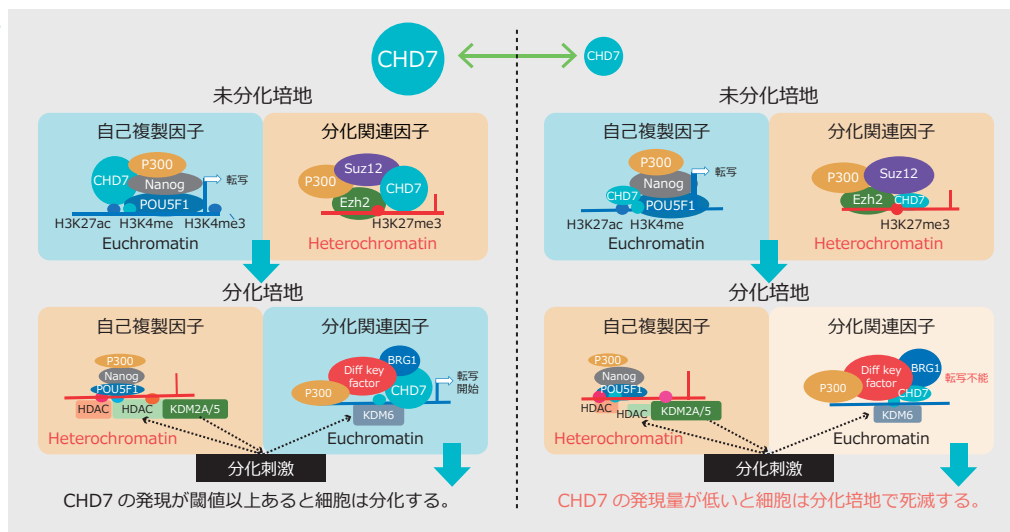 CHD7
CHD7
未分化培地
自己複製因子
P300
CHD7
Nanog
転写
POU5F1
H3K27ac H3K4me H3K4me3
Euchromatin
分化関連因子
Suz12
P300
CHD7
Ezh2
H3K27me3
Heterochromatin
分化培地
自己複製因子
P300
Nanog
POU5F1
HDAC
HDAC
KDM2A/5
Heterochromatin
分化関連因子
BRG1
Diff key
factor
CHD7
P300
転写
開始
KDM6
Euchromatin
分化刺激
CHD7 の発現が閾値以上あると細胞は分化する。
未分化培地
自己複製因子
P300
Nanog
転写
CHD7
POU5F1
H3K27ac H3K4me
Euchromatin
分化関連因子
Suz12
P300
Ezh2
CHD7
H3K27me3
Heterochromatin
分化培地
自己複製因子
P300
Nanog
POU5F1
HDAC
HDAC
KDM2A/5
Heterochromatin
分化関連因子
BRG1
Diff key
factor
転写不能
P300
CHD7
KDM6
Euchromatin
分化刺激
CHD7 の発現量が低いと細胞は分化培地で死滅する。